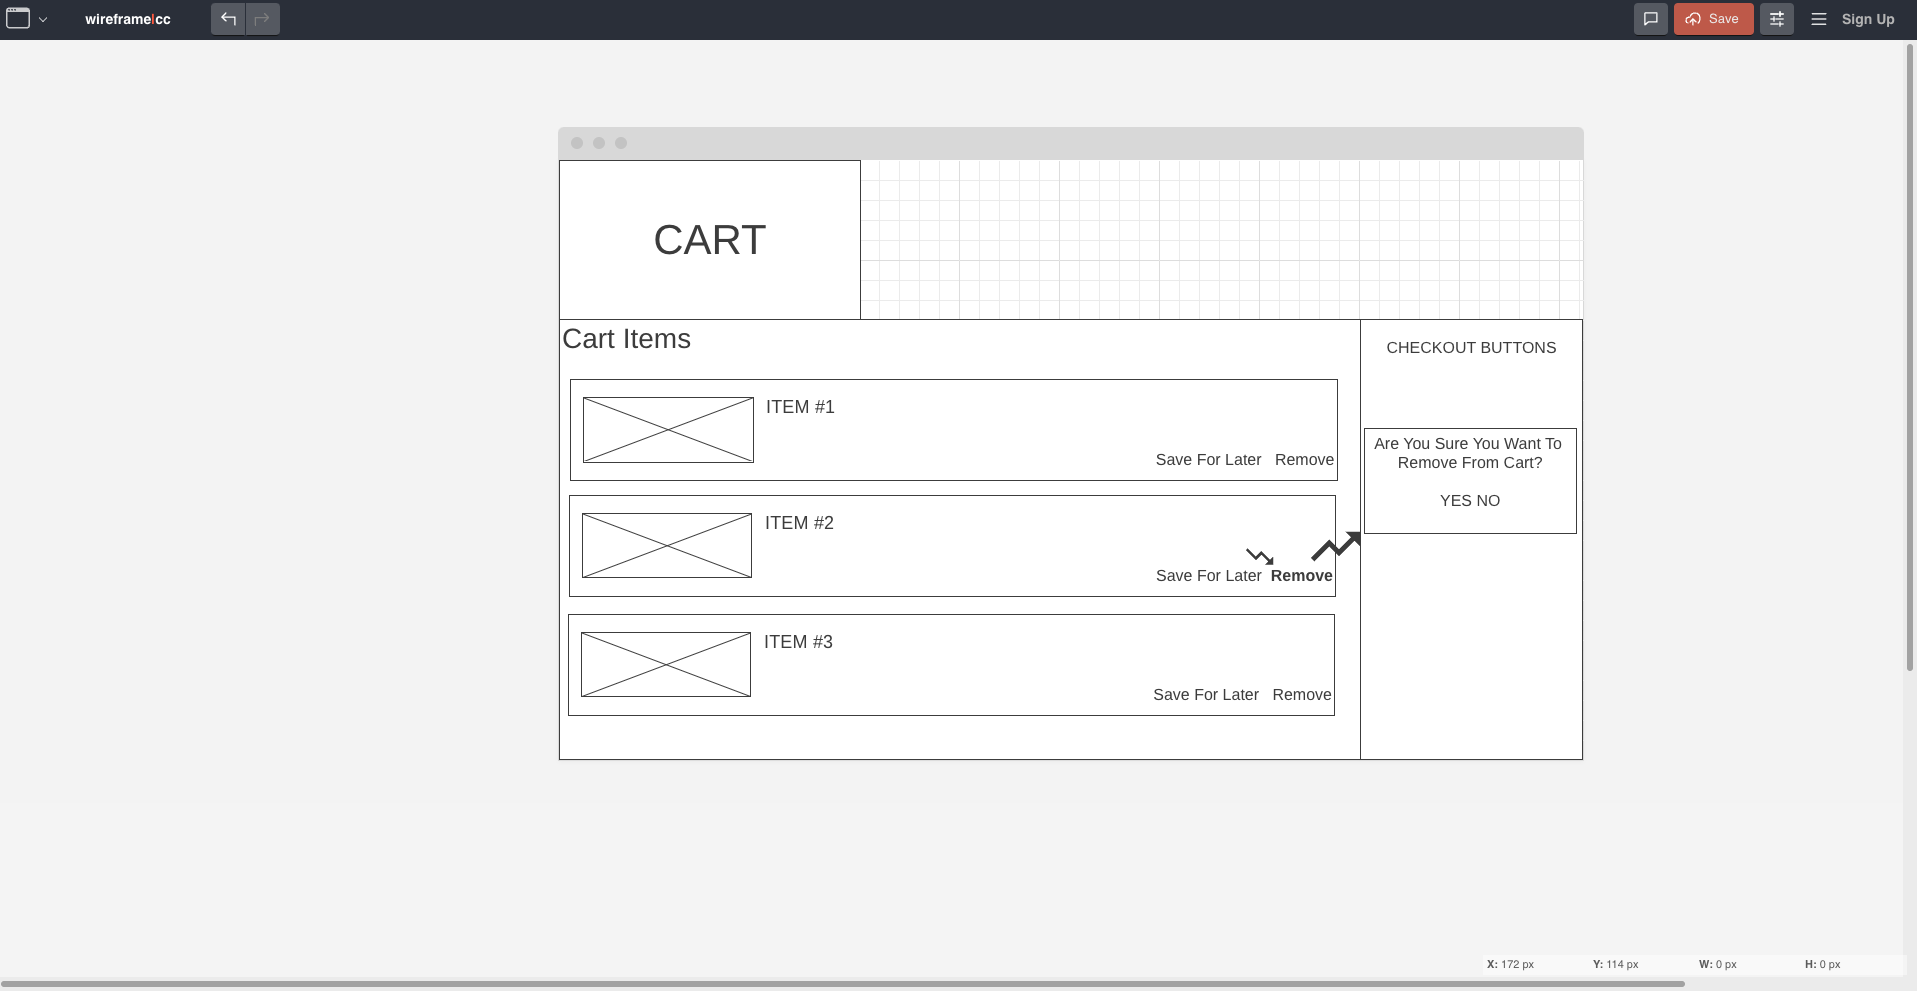 wireframe|cc
Save
Sign Up
CART
Cart Items
CHECKOUT BUTTONS
ITEM #1
Save For Later Remove
Are You Sure You Want To
Remove From Cart?
YES NO
ITEM #2
Save For Later Remove
ITEM #3
Save For Later Remove
X: 172 px Y: 114 px W: 0 px H: 0 px